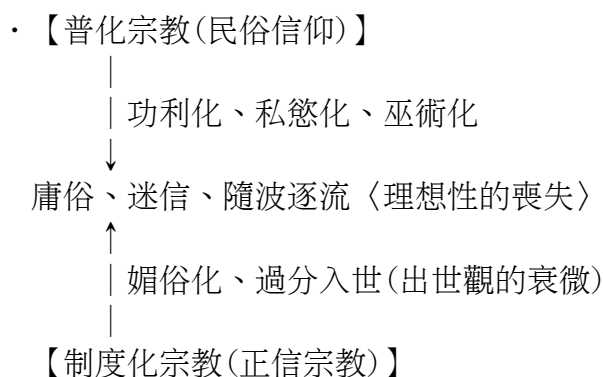 ·【普化宗教(民俗信仰)】
功利化、私慾化、巫術化
庸俗、迷信、隨波逐流〈理想性的喪失〉
媚俗化、過分入世(出世觀的衰微)
【制度化宗教(正信宗教)】